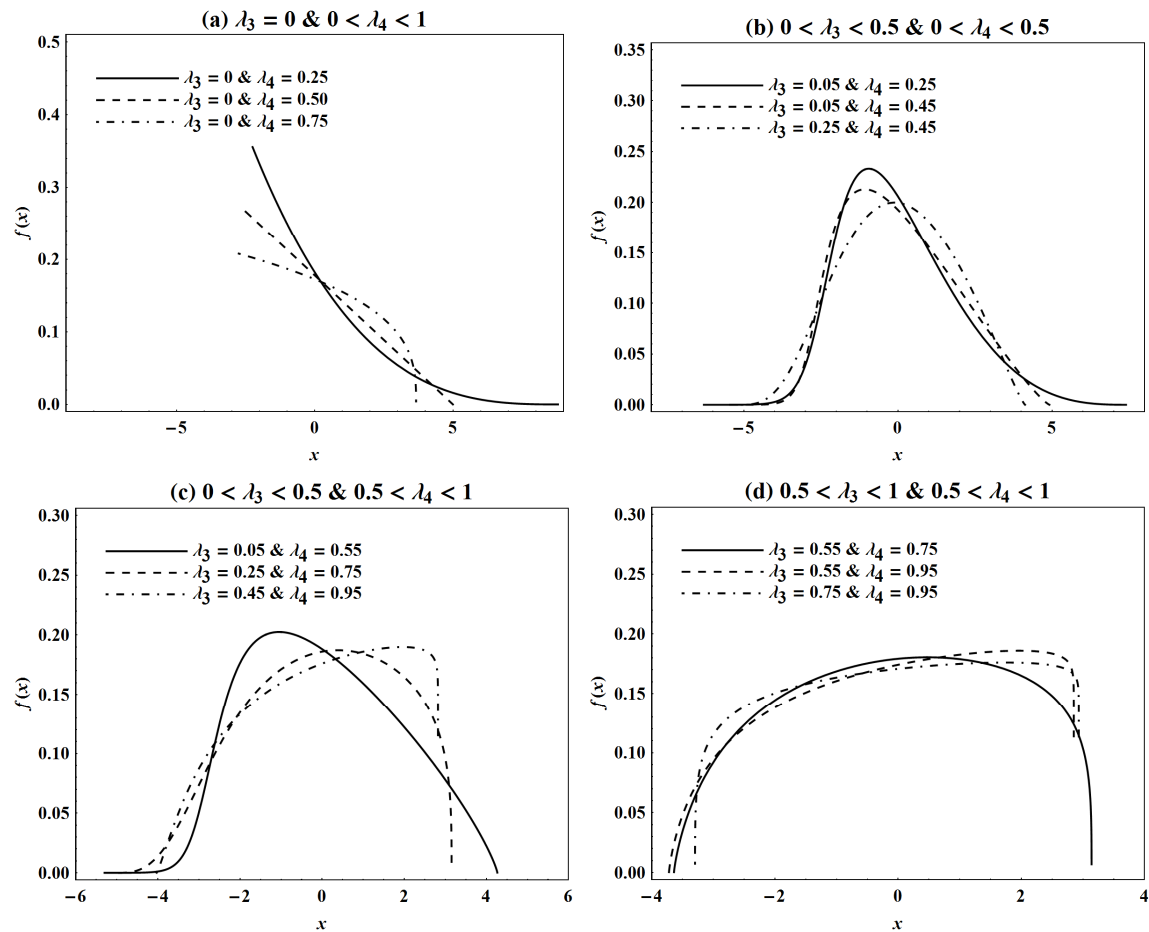 (a) λ3 = 0 & 0 < λ4 < 1
0.5
0.4
0.3
0.2
0.1
0.0
f(x)
λ3 = 0 & λ4 = 0.25
λ3 = 0 & λ4 = 0.50
λ3 = 0 & λ4 = 0.75
−5 0 5
x
(b) 0 < λ3 < 0.5 & 0 < λ4 < 0.5
0.35
0.30
0.25
0.20
0.15
0.10
0.05
0.00
f(x)
λ3 = 0.05 & λ4 = 0.25
λ3 = 0.05 & λ4 = 0.45
λ3 = 0.25 & λ4 = 0.45
−5 0 5
x
(c) 0 < λ3 < 0.5 & 0.5 < λ4 < 1
0.30
0.25
0.20
0.15
0.10
0.05
0.00
f(x)
λ3 = 0.05 & λ4 = 0.55
λ3 = 0.25 & λ4 = 0.75
λ3 = 0.45 & λ4 = 0.95
−6 −4 −2 0 2 4 6
x
(d) 0.5 < λ3 < 1 & 0.5 < λ4 < 1
0.30
0.25
0.20
0.15
0.10
0.05
0.00
f(x)
λ3 = 0.55 & λ4 = 0.75
λ3 = 0.55 & λ4 = 0.95
λ3 = 0.75 & λ4 = 0.95
−4 −2 0 2 4
x